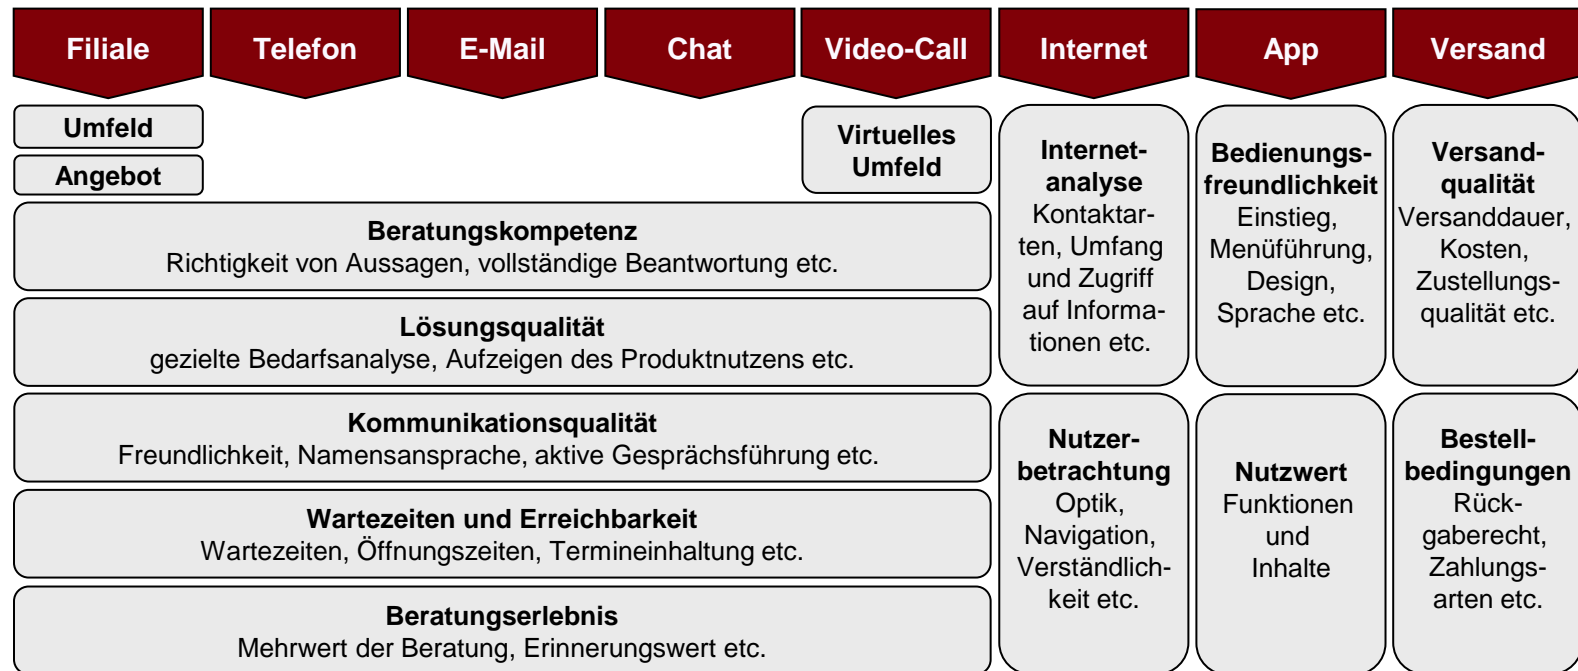 Filiale
Telefon
E-Mail
Chat
Video-Call
Internet
App
Versand
Umfeld
Angebot
Virtuelles
Umfeld
Beratungskompetenz
Richtigkeit von Aussagen, vollständige Beantwortung etc.
Lösungsqualität
gezielte Bedarfsanalyse, Aufzeigen des Produktnutzens etc.
Kommunikationsqualität
Freundlichkeit, Namensansprache, aktive Gesprächsführung etc.
Wartezeiten und Erreichbarkeit
Wartezeiten, Öffnungszeiten, Termineinhaltung etc.
Beratungserlebnis
Mehrwert der Beratung, Erinnerungswert etc.
Internet-
analyse
Kontaktar-
ten, Umfang
und Zugriff
auf Informa-
tionen etc.
Nutzer-
betrachtung
Optik,
Navigation,
Verständlich-
keit etc.
Bedienungs-
freundlichkeit
Einstieg,
Menüführung,
Design,
Sprache etc.
Nutzwert
Funktionen
und
Inhalte
Versand-
qualität
Versanddauer,
Kosten,
Zustellungs-
qualität etc.
Bestell-
bedingungen
Rück-
gaberecht,
Zahlungs-
arten etc.